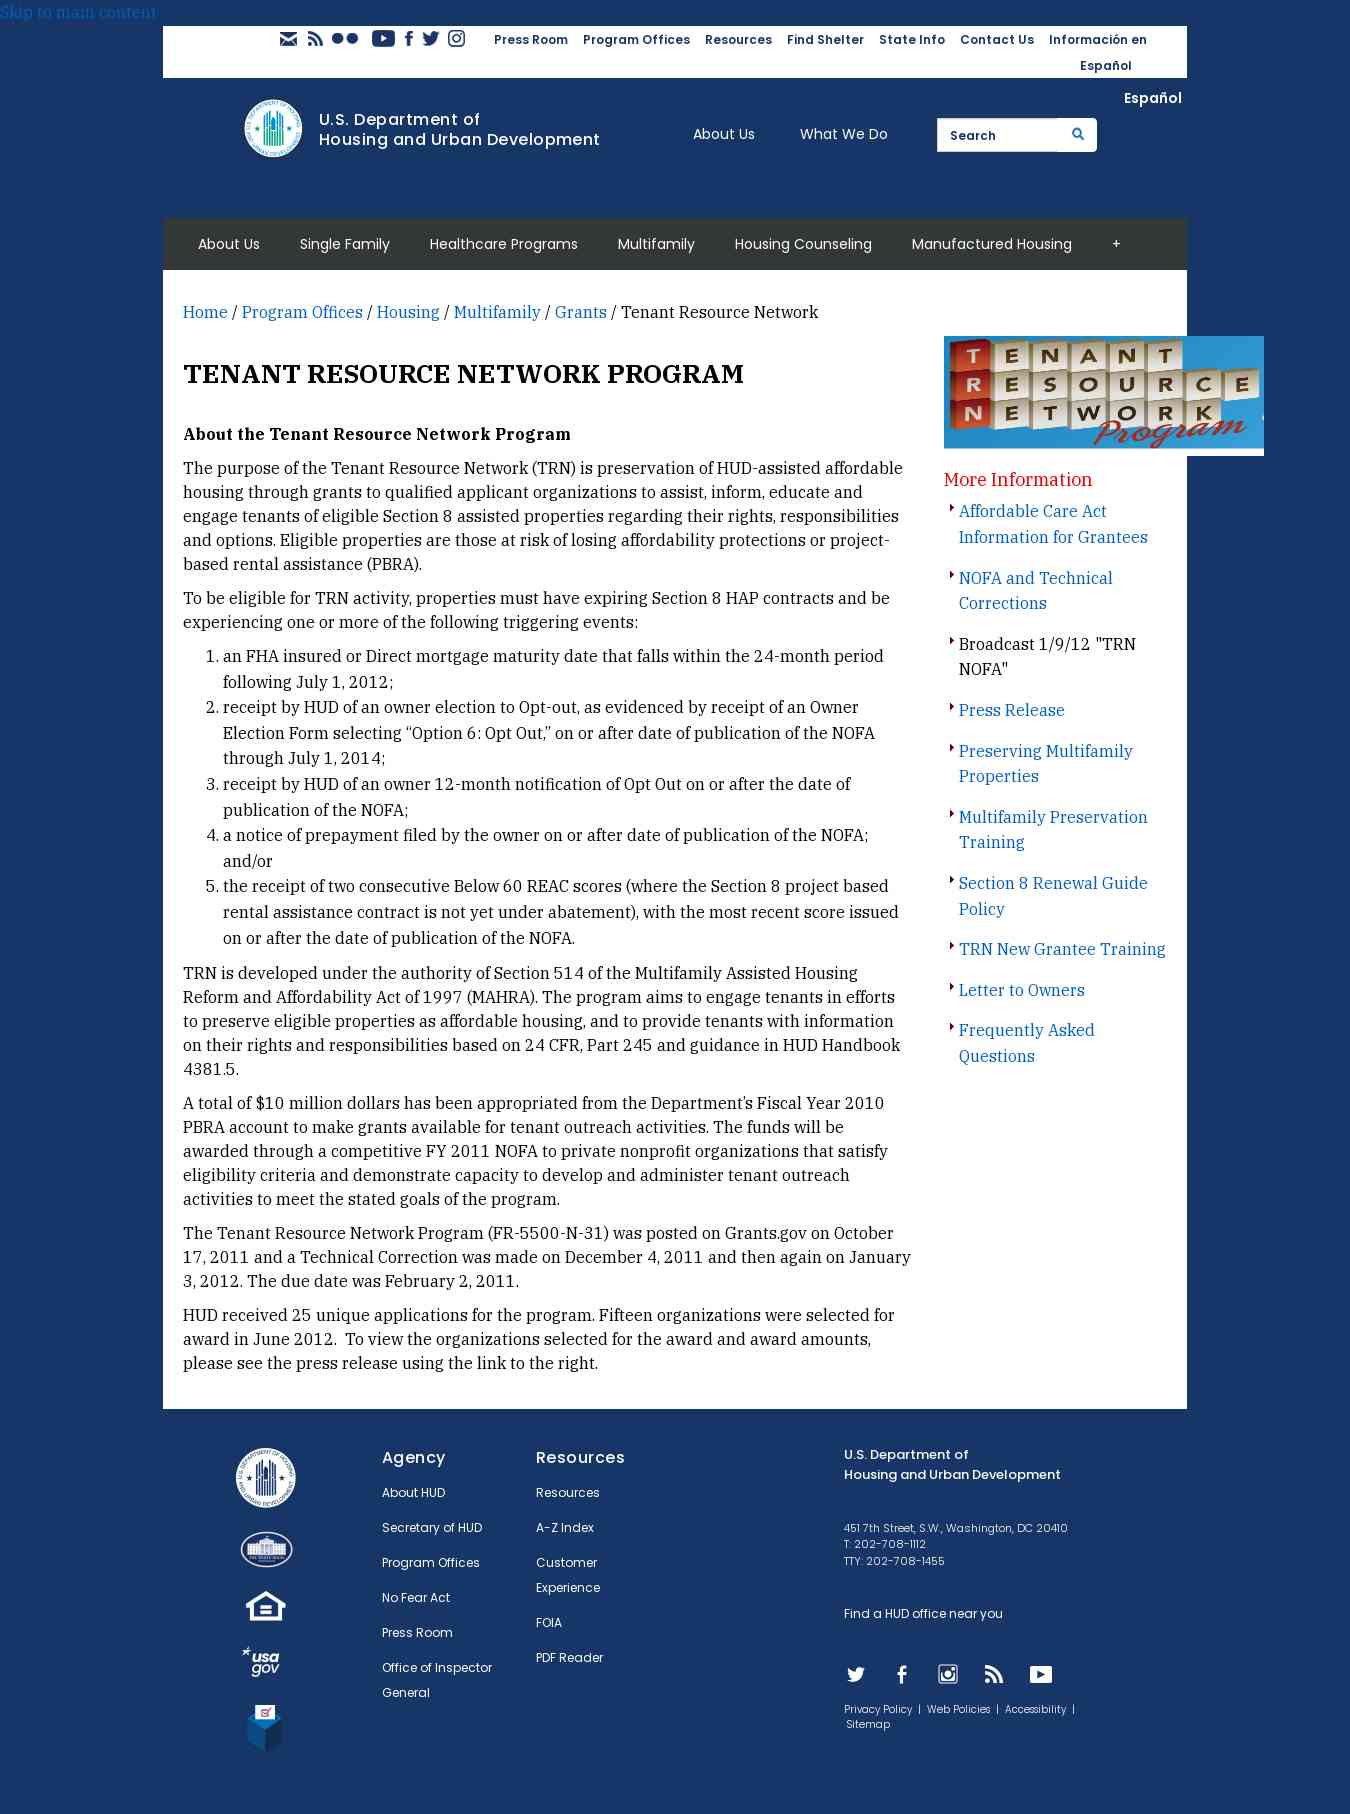 Skip to main content
Press Room Program Offices Resources Find Shelter State Info Contact Us Información en
Español
Español
U.S. Department of
Housing and Urban Development
About Us What We Do
Search
About Us Single Family Healthcare Programs Multifamily Housing Counseling Manufactured Housing +
Home / Program Offices / Housing / Multifamily / Grants / Tenant Resource Network
TENANT RESOURCE NETWORK PROGRAM
About the Tenant Resource Network Program
The purpose of the Tenant Resource Network (TRN) is preservation of HUD-assisted affordable
housing through grants to qualified applicant organizations to assist, inform, educate and
engage tenants of eligible Section 8 assisted properties regarding their rights, responsibilities
and options. Eligible properties are those at risk of losing affordability protections or project-
based rental assistance (PBRA).
To be eligible for TRN activity, properties must have expiring Section 8 HAP contracts and be
experiencing one or more of the following triggering events:
1. an FHA insured or Direct mortgage maturity date that falls within the 24-month period
following July 1, 2012;
2. receipt by HUD of an owner election to Opt-out, as evidenced by receipt of an Owner
Election Form selecting “Option 6: Opt Out,” on or after date of publication of the NOFA
through July 1, 2014;
3. receipt by HUD of an owner 12-month notification of Opt Out on or after the date of
publication of the NOFA;
4. a notice of prepayment filed by the owner on or after date of publication of the NOFA;
and/or
5. the receipt of two consecutive Below 60 REAC scores (where the Section 8 project based
rental assistance contract is not yet under abatement), with the most recent score issued
on or after the date of publication of the NOFA.
TRN is developed under the authority of Section 514 of the Multifamily Assisted Housing
Reform and Affordability Act of 1997 (MAHRA). The program aims to engage tenants in efforts
to preserve eligible properties as affordable housing, and to provide tenants with information
on their rights and responsibilities based on 24 CFR, Part 245 and guidance in HUD Handbook
4381.5.
A total of $10 million dollars has been appropriated from the Department’s Fiscal Year 2010
PBRA account to make grants available for tenant outreach activities. The funds will be
awarded through a competitive FY 2011 NOFA to private nonprofit organizations that satisfy
eligibility criteria and demonstrate capacity to develop and administer tenant outreach
activities to meet the stated goals of the program.
The Tenant Resource Network Program (FR-5500-N-31) was posted on Grants.gov on October
17, 2011 and a Technical Correction was made on December 4, 2011 and then again on January
3, 2012. The due date was February 2, 2011.
HUD received 25 unique applications for the program. Fifteen organizations were selected for
award in June 2012.  To view the organizations selected for the award and award amounts,
please see the press release using the link to the right.
TENANT
RESOURCE
NETWORK
Program
More Information
Affordable Care Act
Information for Grantees
NOFA and Technical
Corrections
Broadcast 1/9/12 "TRN
NOFA"
Press Release
Preserving Multifamily
Properties
Multifamily Preservation
Training
Section 8 Renewal Guide
Policy
TRN New Grantee Training
Letter to Owners
Frequently Asked
Questions
usa
gov
Agency
About HUD
Secretary of HUD
Program Offices
No Fear Act
Press Room
Office of Inspector
General
Resources
Resources
A-Z Index
Customer
Experience
FOIA
PDF Reader
U.S. Department of
Housing and Urban Development
451 7th Street, S.W., Washington, DC 20410
T: 202-708-1112
TTY: 202-708-1455
Find a HUD office near you
Privacy Policy | Web Policies | Accessibility |
Sitemap